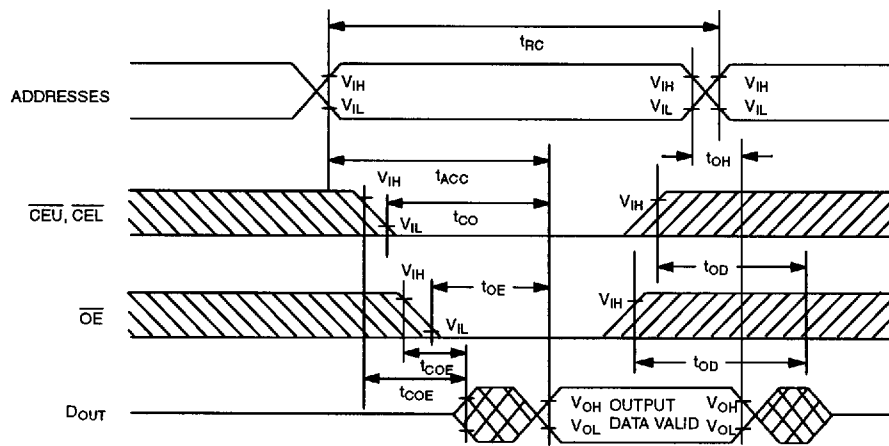 tRC
ADDRESSES
VIH
VIL
VIH
VIL
VIH
VIL
tOH
tACC
CEU, CEL
VIH
tCO
VIL
VIH
tOD
OE
VIH
tOE
VIL
VIH
tOD
tCOE
tCOE
DOUT
VOH
VOL
OUTPUT
DATA VALID
VOH
VOL